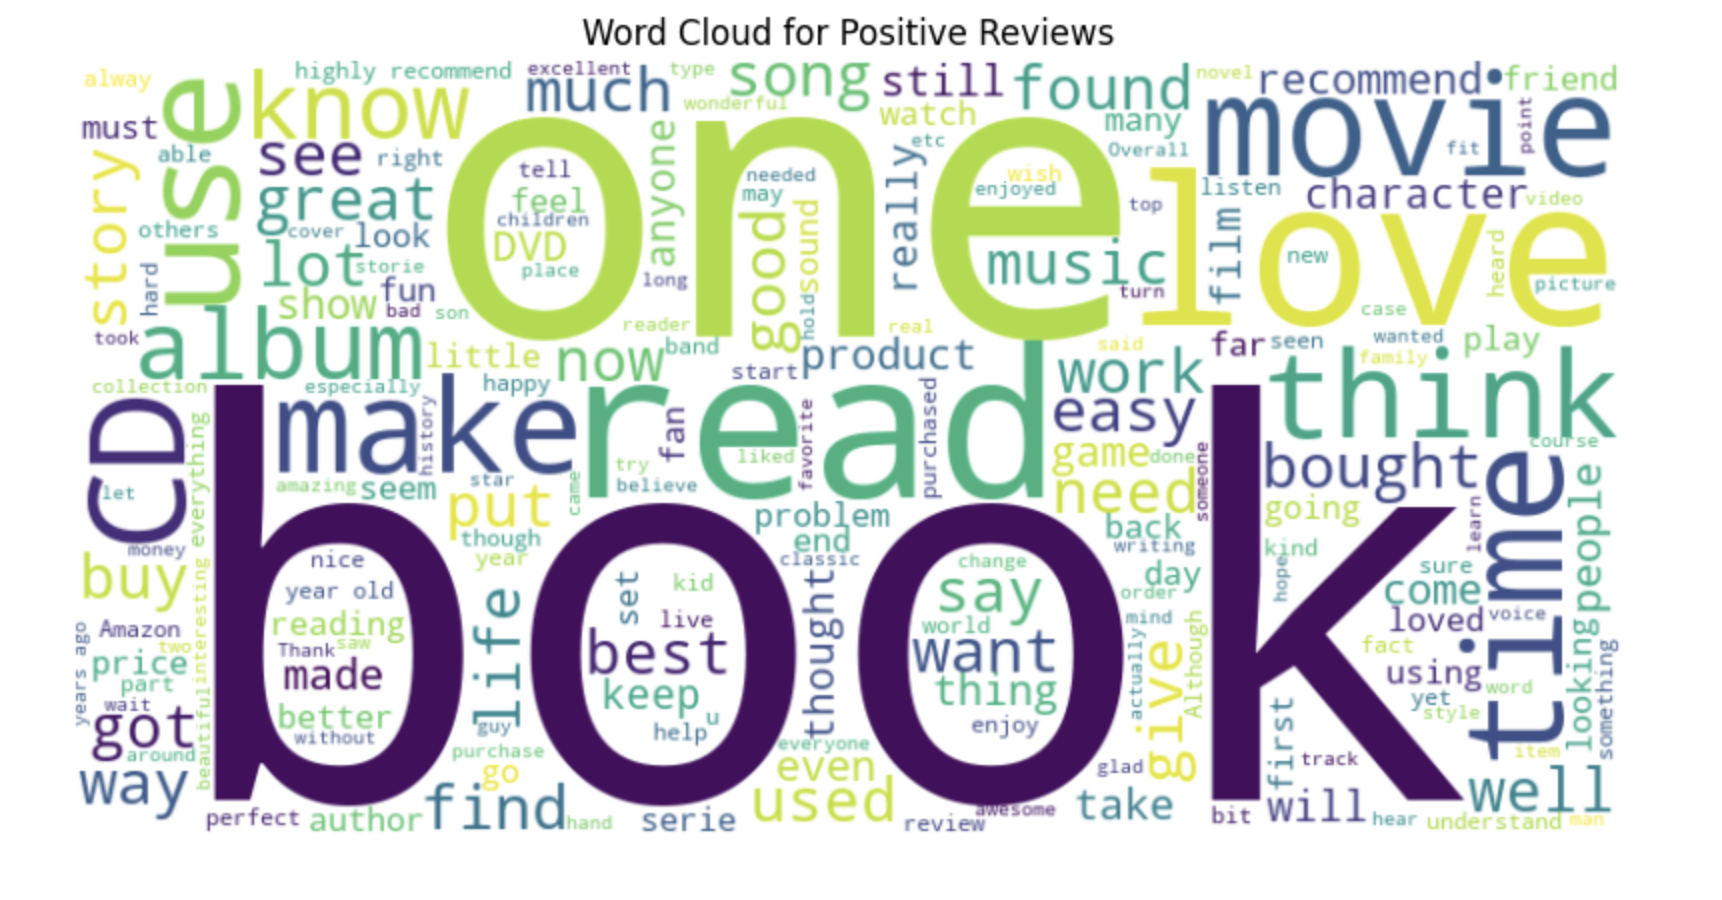 Word Cloud for Positive Reviews
alway
highly recommend
excellent
type
song
still
found
novel
recommend
friend
use
know
much
wonderful
watch
many
movie
point
must
able
see
right
anyone
etc
Overall
fit
story
great
tell
needed
may
really
wish
enjoyed
listen
character
video
others
cover
look
feel
children
DVD
place
one
good
sound
top
film
love
new
heard
picture
hard
lot
storie
long
music
turn
show
fun
bad
son
hold
case
took
album
little
now
reader
band
real
product
said
far
seen
wanted
play
family
collection
especially
happy
start
work
think
CD
make
history
read
fan
favorite
purchased
easy
course
let
everything
amazing
seem
star
put
came
try
liked
believe
game
done
need
someone
bought
money
though
problem
end
back
going
learn
time
people
buy
interesting
nice
year
classic
change
writing
kind
sure
year old
life
set
kid
thought
say
day
order
hope
come
Amazon
reading
live
world
mind
loved
voice
years ago
two
Thank
saw
best
want
actually
Although
fact
price
part
made
keep
thing
give
using
yet
word
looking
something
wait
got
better
guy
help
u
enjoy
first
style
around
beautiful
without
purchase
everyone
glad
track
item
way
book
go
even
well
perfect
author
find
hand
serie
used
review
awesome
take
bit
will
hear
understand
man